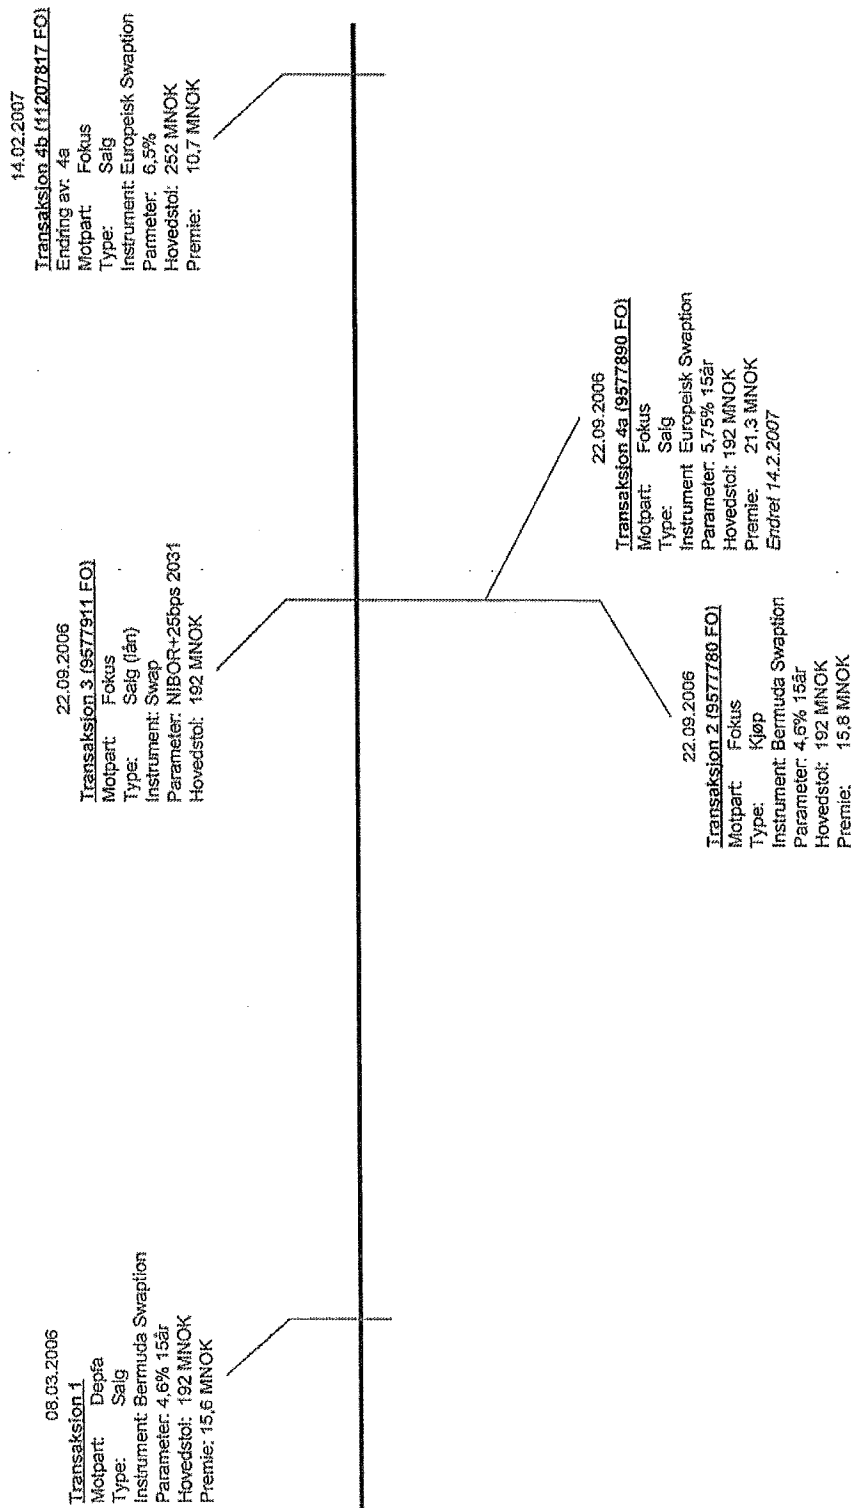 08.03.2006
Transaksjon 1
Motpart: Depfa
Type: Salg
Instrument: Bermuda Swaption
Parameter: 4,6% 15år
Hovedstol: 192 MNOK
Premie: 15,6 MNOK
22.09.2006
Transaksjon 3 (9577911 FO)
Motpart: Fokus
Type: Salg (lån)
Instrument: Swap
Parameter: NIBOR+25bps 2031
Hovedstol: 192 MNOK
14.02.2007
Transaksjon 4b (11207817 FO)
Endring av: 4a
Motpart: Fokus
Type: Salg
Instrument: Europeisk Swaption
Parmeter: 6,5%
Hovedstol: 252 MNOK
Premie: 10,7 MNOK
22.09.2006
Transaksjon 2 (9577780 FO)
Motpart: Fokus
Type: Kjøp
Instrument: Bermuda Swaption
Parameter: 4,6% 15år
Hovedstol: 192 MNOK
Premie: 15,8 MNOK
22.09.2006
Transaksjon 4a (9577890 FO)
Motpart: Fokus
Type: Salg
Instrument Europeisk Swaption
Parameter: 5,75% 15år
Hovedstol: 192 MNOK
Premie: 21,3 MNOK
Endret 14.2.2007